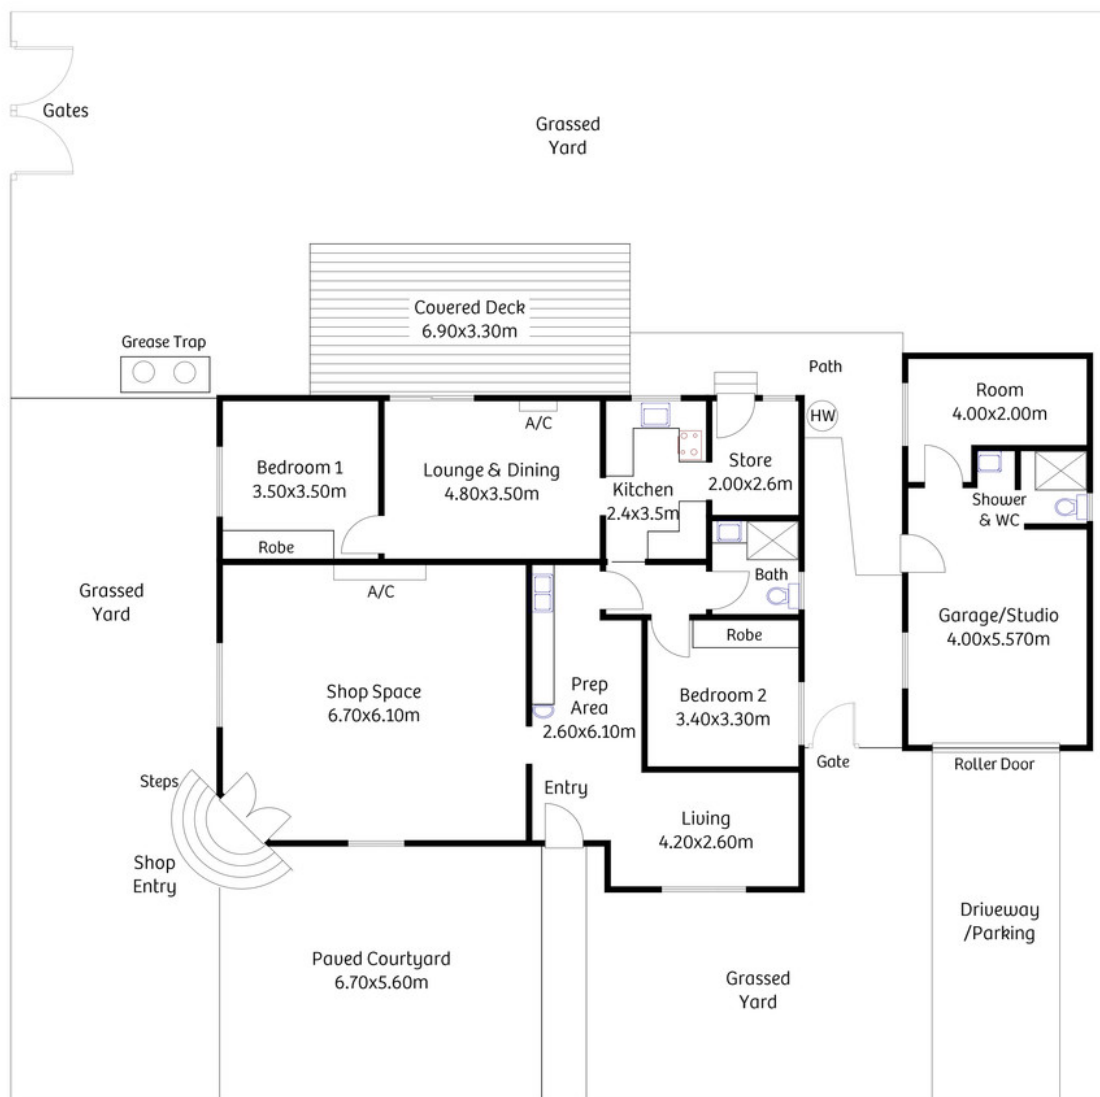 Gates
Grassed
Yard
Covered Deck
6.90x3.30m
Grease Trap
Path
Room
4.00x2.00m
HW
A/C
Bedroom 1
3.50x3.50m
Lounge & Dining
4.80x3.50m
Store
2.00x2.6m
Kitchen
2.4x3.5m
Shower
& WC
Robe
Bath
A/C
Grassed
Yard
Garage/Studio
4.00x5.570m
Robe
Shop Space
6.70x6.10m
Prep
Area
2.60x6.10m
Bedroom 2
3.40x3.30m
Gate
Roller Door
Steps
Entry
Living
4.20x2.60m
Shop
Entry
Driveway
/Parking
Paved Courtyard
6.70x5.60m
Grassed
Yard